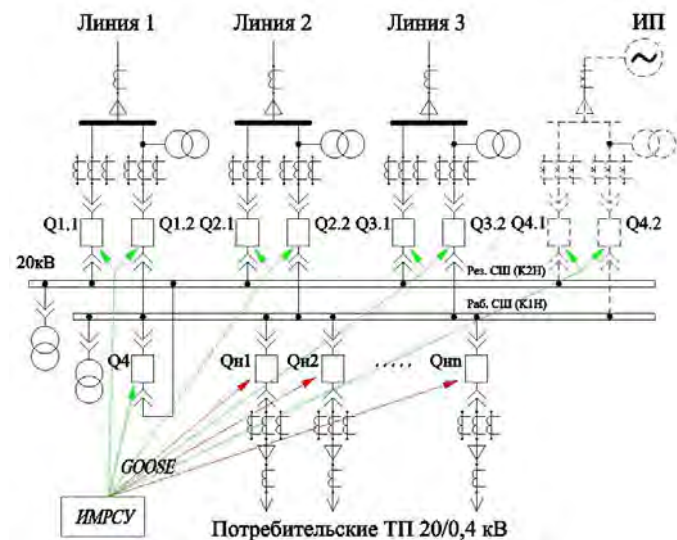 Линия 1 Линия 2 Линия 3 ИП
Q1.1 Q1.2 Q2.1 Q2.2 Q3.1 Q3.2 Q4.1 Q4.2
20кВ
Рез. СШ (К2Н)
Раб. СШ (К1Н)
Q4 Qн1 Qн2 ..... Qнn
GOOSE
ИМРСУ
Потребительские ТП 20/0,4 кВ